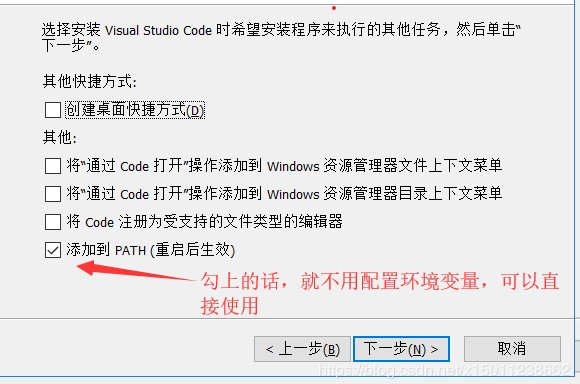 选择安装 Visual Studio Code 时希望安装程序来执行的其他任务，然后单击“
下一步”。
其他快捷方式:
创建桌面快捷方式(D)
其他:
将“通过 Code 打开”操作添加到 Windows 资源管理器文件上下文菜单
将“通过 Code 打开”操作添加到 Windows 资源管理器目录上下文菜单
将 Code 注册为受支持的文件类型的编辑器
添加到 PATH (重启后生效)
勾上的话，就不用配置环境变量，可以直
接使用
< 上一步(B) 下一步(N) > 取消
https://blog.csdn.net/x15011238662